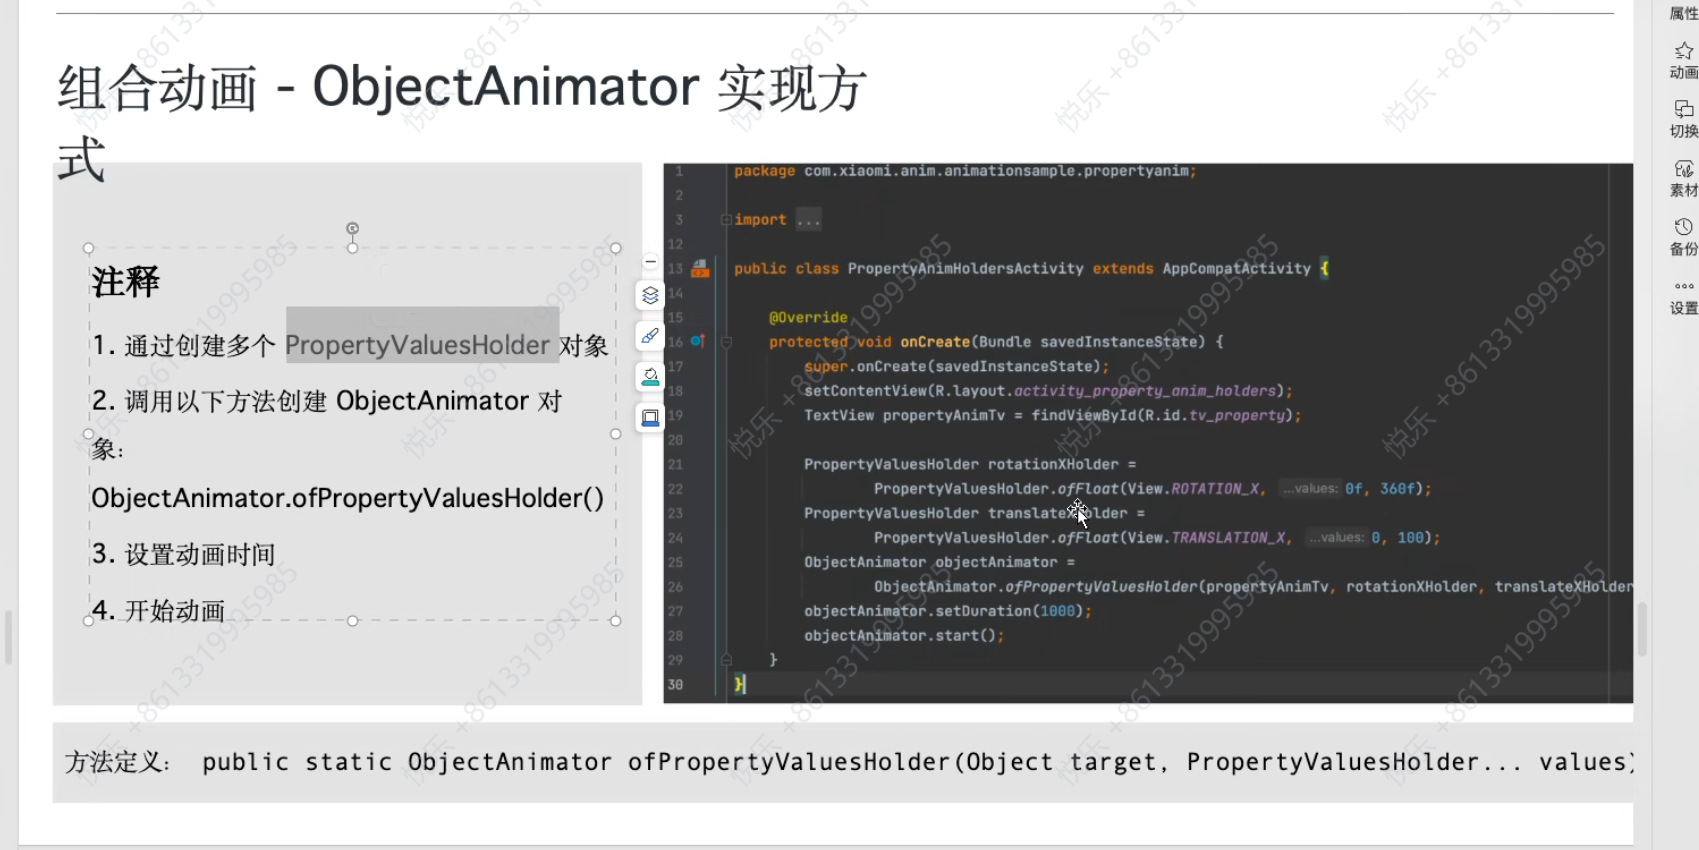 组合动画 - ObjectAnimator 实现方
式
注释
1. 通过创建多个 PropertyValuesHolder 对象
2. 调用以下方法创建 ObjectAnimator 对
象：
ObjectAnimator.ofPropertyValuesHolder()
3. 设置动画时间
4. 开始动画
1 package com.xiaomi.anim.animationsample.propertyanim;
2
3 import ...
12
13 public class PropertyAnimHoldersActivity extends AppCompatActivity {
14
15 @Override
16 protected void onCreate(Bundle savedInstanceState) {
17 super.onCreate(savedInstanceState);
18 setContentView(R.layout.activity_property_anim_holders);
19 TextView propertyAnimTv = findViewById(R.id.tv_property);
20
21 PropertyValuesHolder rotationXHolder =
22 PropertyValuesHolder.ofFloat(View.ROTATION_X, ...values: 0f, 360f);
23 PropertyValuesHolder translateXHolder =
24 PropertyValuesHolder.ofFloat(View.TRANSLATION_X, ...values: 0, 100);
25 ObjectAnimator objectAnimator =
26 ObjectAnimator.ofPropertyValuesHolder(propertyAnimTv, rotationXHolder, translateXHolder
27 objectAnimator.setDuration(1000);
28 objectAnimator.start();
29 }
30 }
方法定义： public static ObjectAnimator ofPropertyValuesHolder(Object target, PropertyValuesHolder... values)
属性
动画
切换
素材
备份
设置
悦乐 +8613319995985